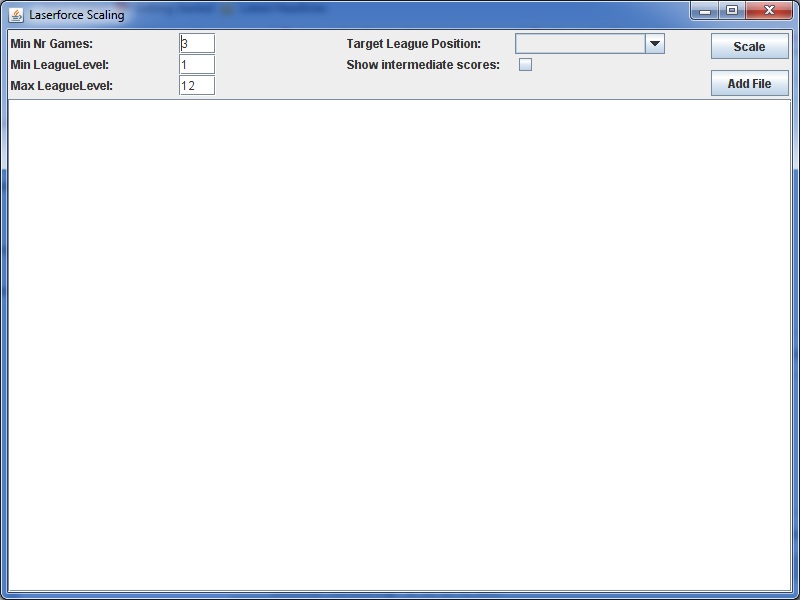 Laserforce Scaling
Min Nr Games: 3 Target League Position: Scale
Min LeagueLevel: 1 Show intermediate scores:
Max LeagueLevel: 12 Add File